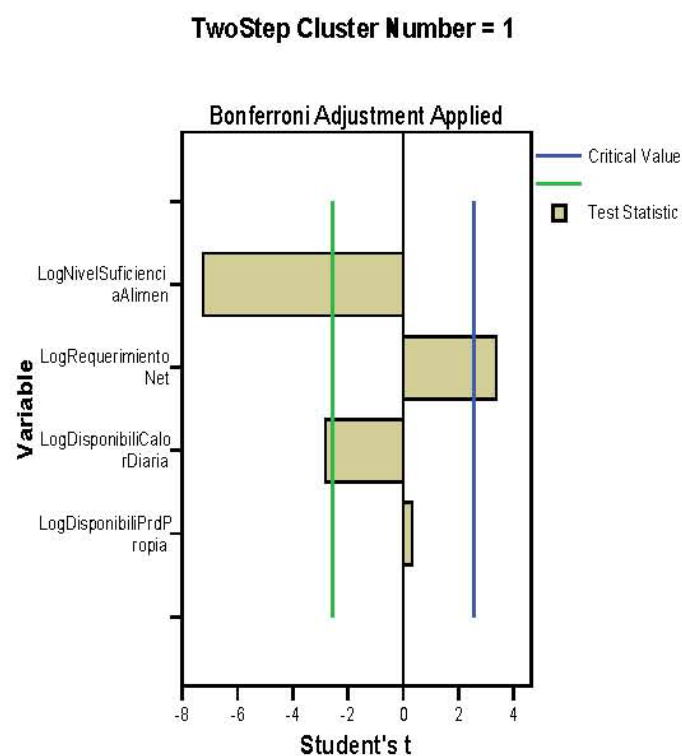 TwoStep Cluster Number = 1
Bonferroni Adjustment Applied
Critical Value
Test Statistic
Variable
LogNivelSuficienci
aAlimen
LogRequerimiento
Net
LogDisponibiliCalo
rDiaria
LogDisponibiliPrdP
ropia
-8 -6 -4 -2 0 2 4
Student's t